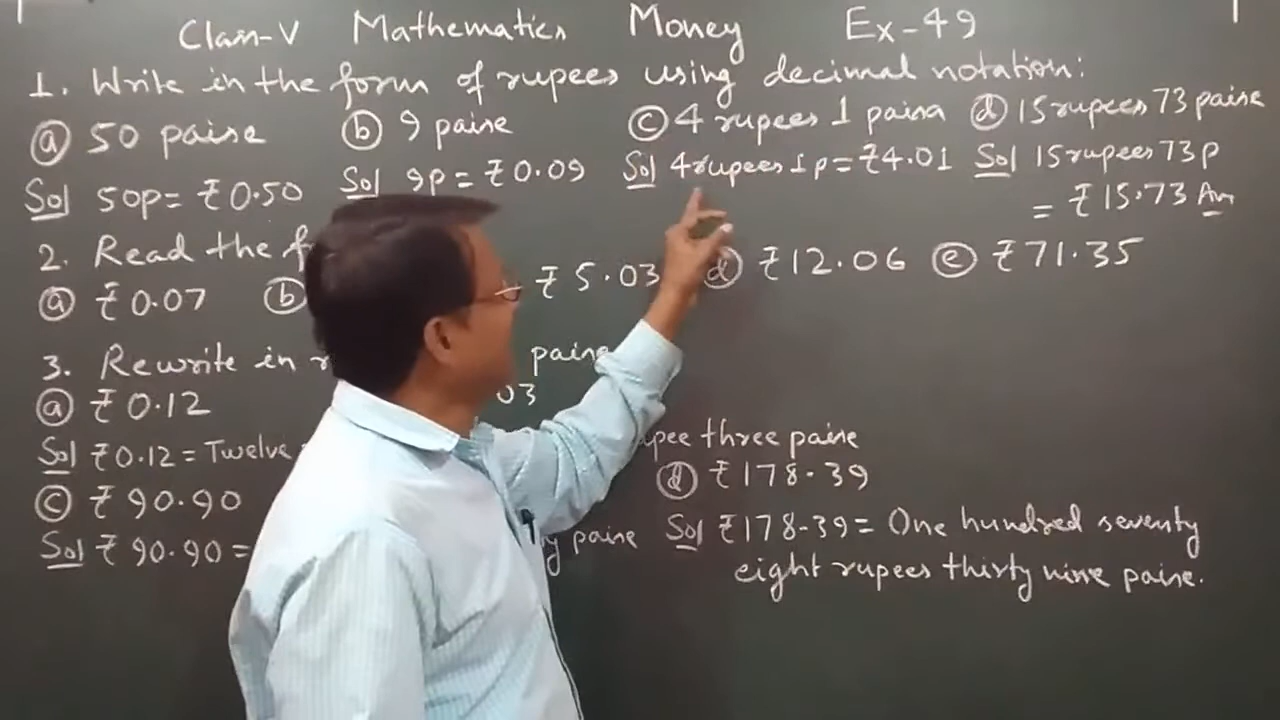 Class-V Mathematics Money Ex-49
1. Write in the form of rupees using decimal notation:
ⓐ 50 paise ⓑ 9 paise ⓒ 4 rupees 1 paisa ⓓ 15 rupees 73 paise
Sol 50p = ₹0.50 Sol 9p = ₹0.09 Sol 4 rupees 1p = ₹4.01 Sol 15 rupees 73p
= ₹15.73 Ans
2. Read the
ⓐ ₹0.07 ⓑ ₹5.03 ⓓ ₹12.06 ⓔ ₹71.35
3. Rewrite in paise
ⓐ ₹0.12 03
Sol ₹0.12 = Twelve three paise
ⓒ ₹90.90 ⓓ ₹178.39
Sol ₹90.90 = paise Sol ₹178.39 = One hundred seventy
eight rupees thirty nine paise.